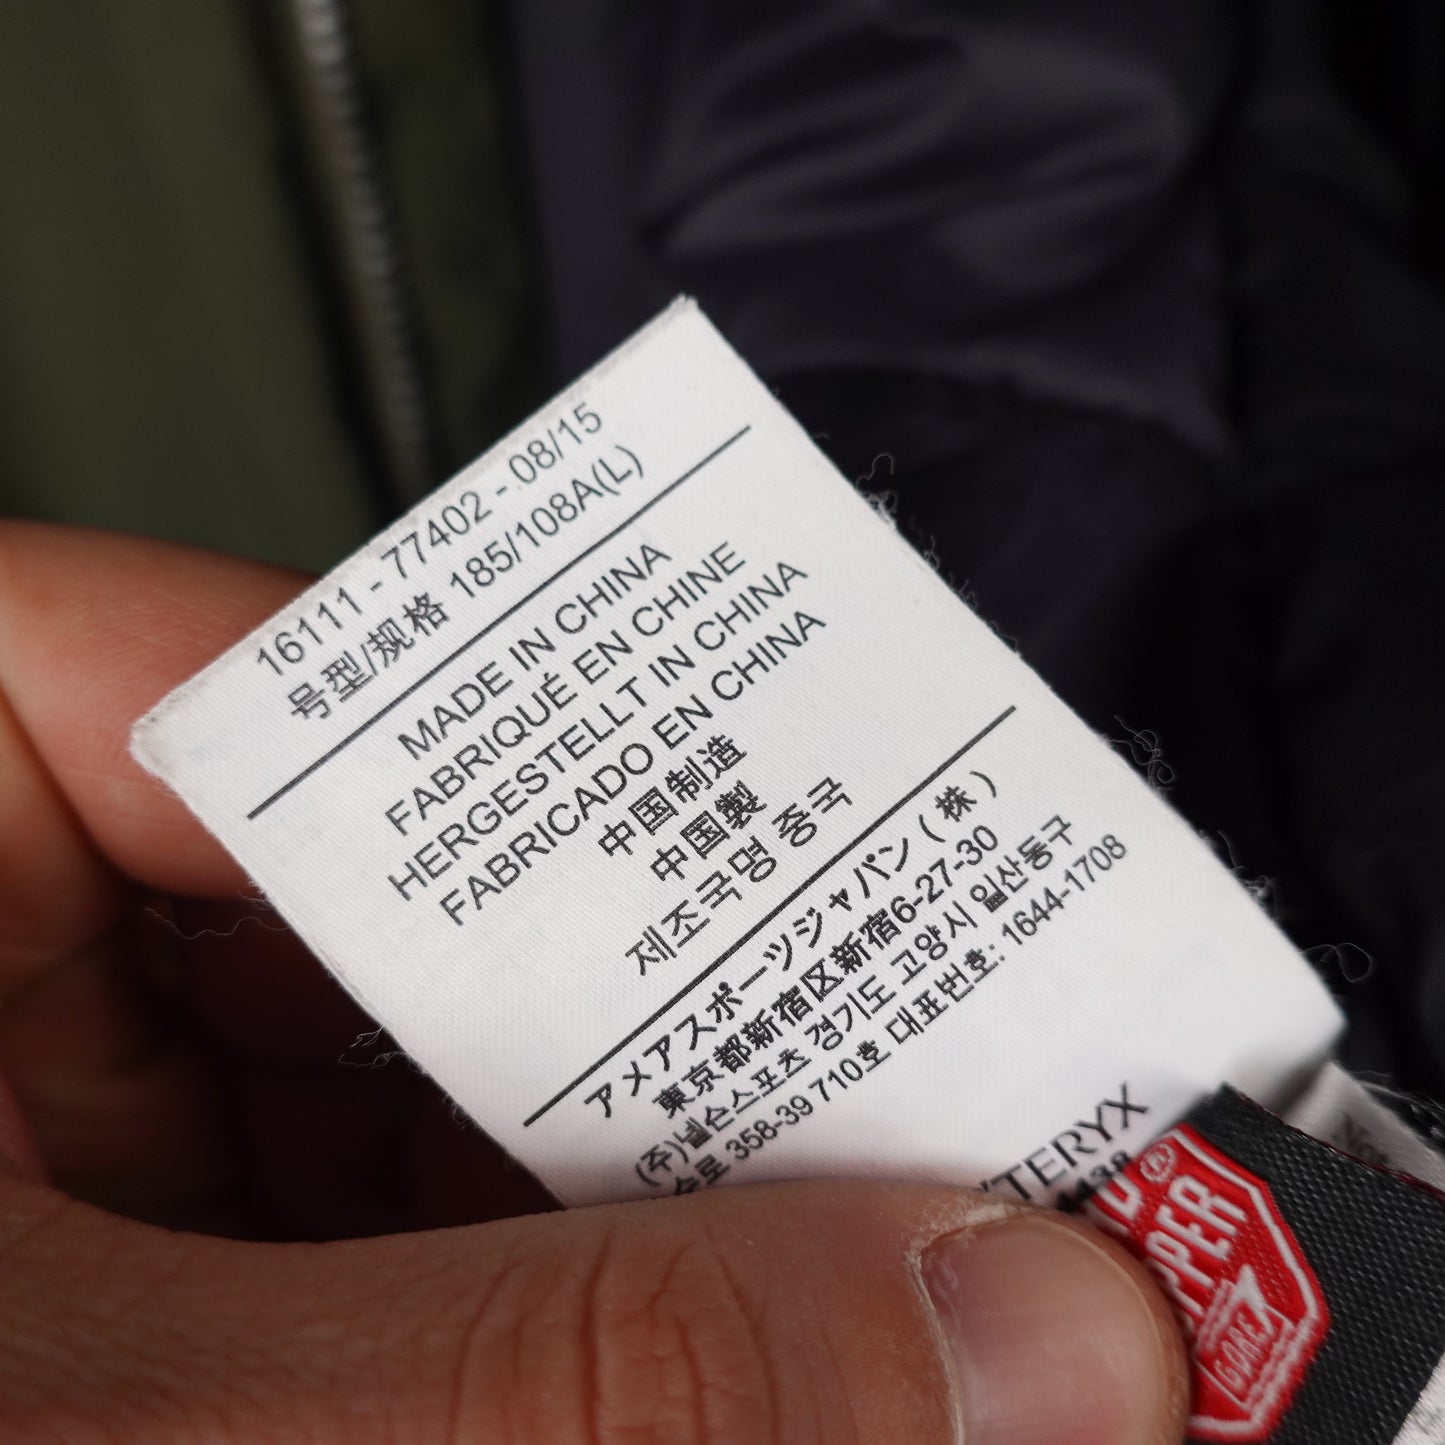 16111 - 77402 - 08/15
号型/规格 185/108A(L)
MADE IN CHINA
FABRIQUÉ EN CHINE
HERGESTELLT IN CHINA
FABRICADO EN CHINA
中国制造
中国製
제조국명 중국
アメアスポーツジャパン(株)
東京都新宿区新宿6-27-30
(주)넬슨스포츠 경기도 고양시 일산동구
358-39 710호 대표번호: 1644-1708
TERYX
PPER
GORE